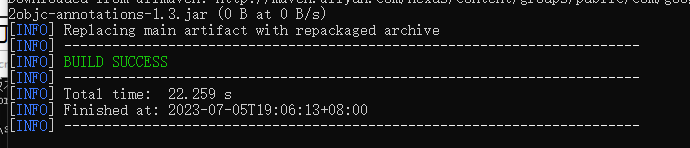 2objc-annotations-1.3.jar (0 B at 0 B/s)
[INFO] Replacing main artifact with repackaged archive
[INFO] ------------------------------------------------------------------------
[INFO] BUILD SUCCESS
[INFO] ------------------------------------------------------------------------
[INFO] Total time:  22.259 s
[INFO] Finished at: 2023-07-05T19:06:13+08:00
[INFO] ------------------------------------------------------------------------